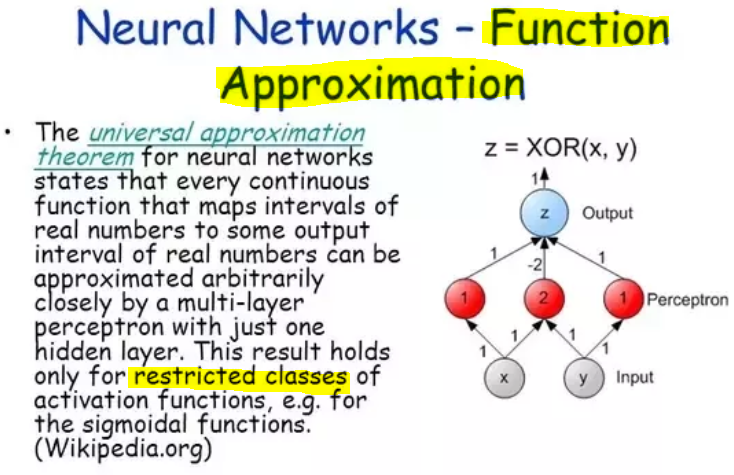 Neural Networks – Function
Approximation
• The universal approximation
theorem for neural networks
states that every continuous
function that maps intervals of
real numbers to some output
interval of real numbers can be
approximated arbitrarily
closely by a multi-layer
perceptron with just one
hidden layer. This result holds
only for restricted classes of
activation functions, e.g. for
the sigmoidal functions.
(Wikipedia.org)
z = XOR(x, y)
1
z Output
1 -2 1
1 2 1 Perceptron
1 1 1 1
x y Input